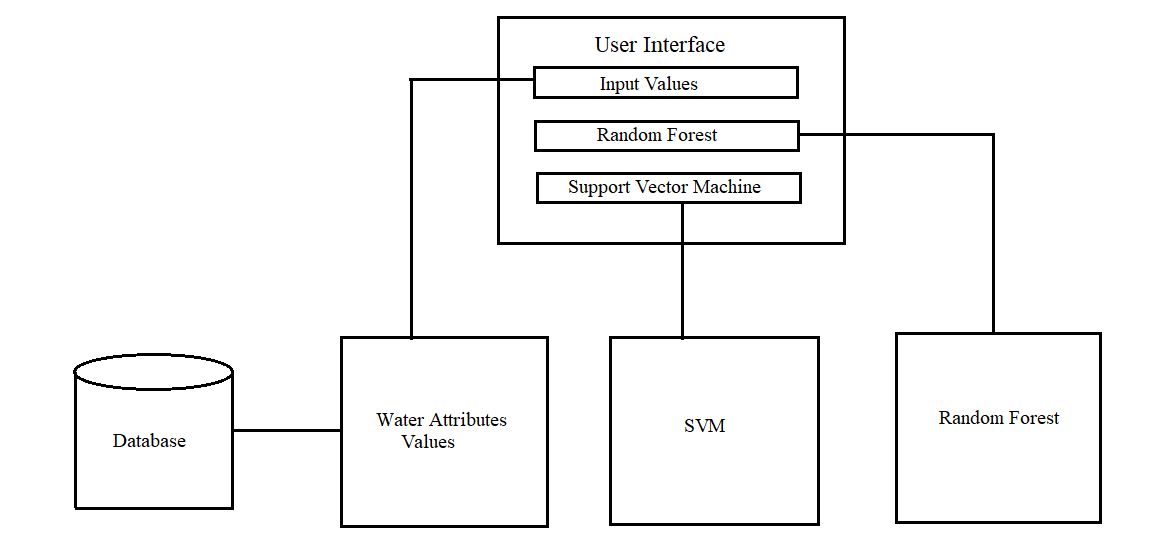 User Interface
Input Values
Random Forest
Support Vector Machine
Database
Water Attributes
Values
SVM
Random Forest